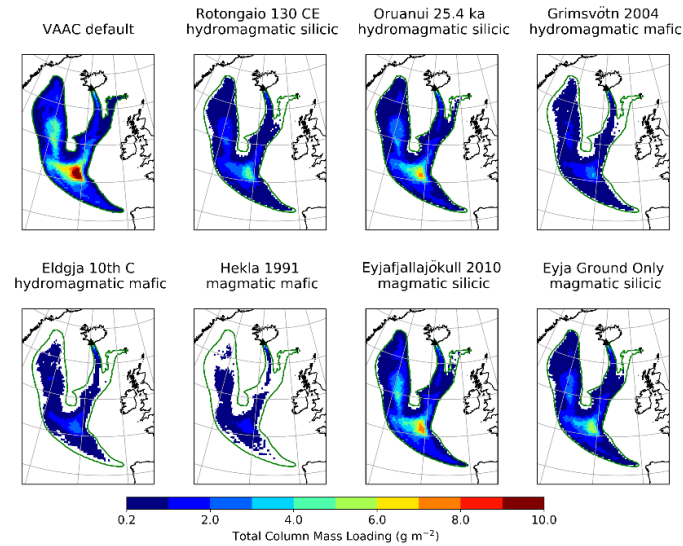 VAAC default
Rotongaio 130 CE
hydromagmatic silicic
Oruanui 25.4 ka
hydromagmatic silicic
Grimsvötn 2004
hydromagmatic mafic
Eldgja 10th C
hydromagmatic mafic
Hekla 1991
magmatic mafic
Eyjafjallajökull 2010
magmatic silicic
Eyja Ground Only
magmatic silicic
0.2 2.0 4.0 6.0 8.0 10.0
Total Column Mass Loading (g m⁻²)